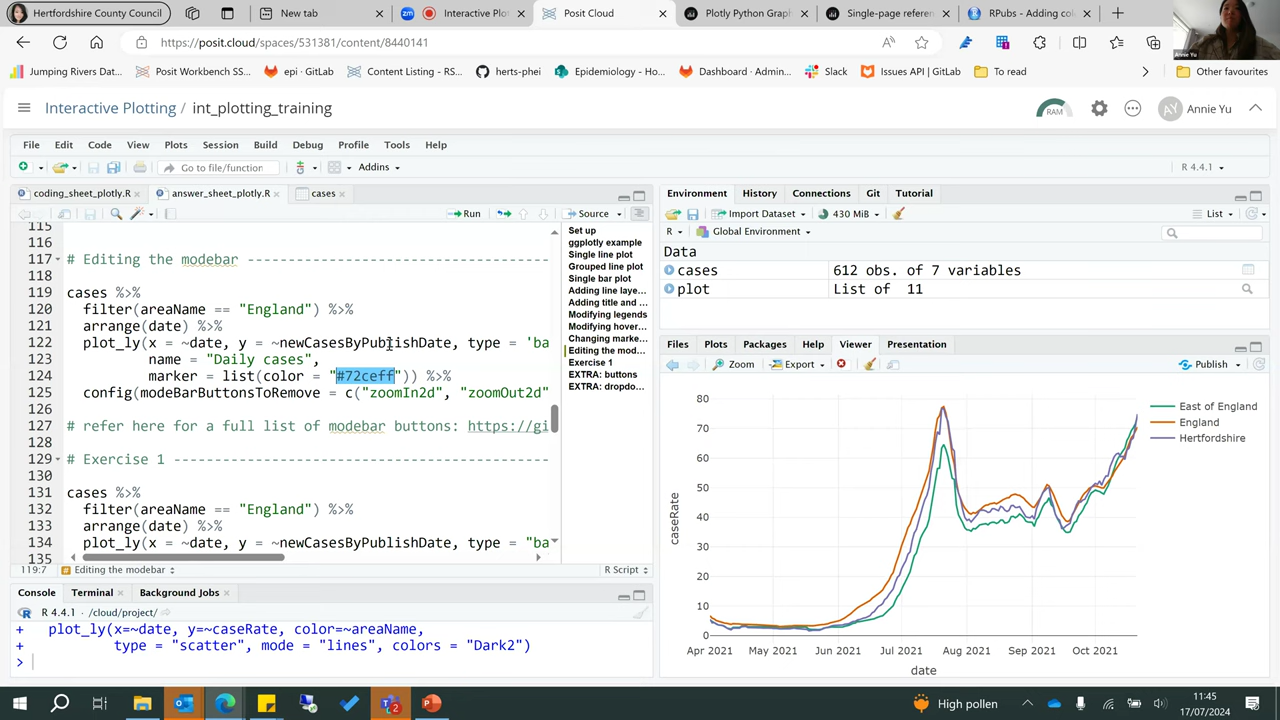 Hertfordshire County Council
New tab
Interactive Plo
Posit Cloud
Plotly Python Grap
Single-page refere
RPubs - Adding co
https://posit.cloud/spaces/531381/content/8440141
Annie Yu
Jumping Rivers Dat...
Posit Workbench SS...
epi · GitLab
Content Listing - RS...
herts-phei
Epidemiology - Ho...
Dashboard · Admin...
Slack
Issues API | GitLab
To read
Other favourites
Interactive Plotting / int_plotting_training
RAM
AY
Annie Yu
File Edit Code View Plots Session Build Debug Profile Tools Help
Go to file/function
Addins
R 4.4.1
coding_sheet_plotly.R
answer_sheet_plotly.R
cases
Run
Source
115
116
117 # Editing the modebar -----------------------------------
118
119 cases %>%
120 filter(areaName == "England") %>%
121 arrange(date) %>%
122 plot_ly(x = ~date, y = ~newCasesByPublishDate, type = 'ba
123 name = "Daily cases",
124 marker = list(color = "#72ceff")) %>%
125 config(modeBarButtonsToRemove = c("zoomIn2d", "zoomOut2d"
126
127 # refer here for a full list of modebar buttons: https://gi
128
129 # Exercise 1 --------------------------------------------
130
131 cases %>%
132 filter(areaName == "England") %>%
133 arrange(date) %>%
134 plot_ly(x = ~date, y = ~newCasesByPublishDate, type = "ba
135
119:7
Editing the modebar
R Script
Set up
ggplotly example
Single line plot
Grouped line plot
Single bar plot
Adding line laye...
Adding title and ...
Modifying legends
Modifying hover...
Changing marke...
Editing the mod...
Exercise 1
EXTRA: buttons
EXTRA: dropdo...
Console
Terminal
Background Jobs
R 4.4.1 · /cloud/project/
+ plot_ly(x=~date, y=~caseRate, color=~areaName,
+ type = "scatter", mode = "lines", colors = "Dark2")
>
Environment
History
Connections
Git
Tutorial
Import Dataset
430 MiB
List
R
Global Environment
Data
cases 612 obs. of 7 variables
plot List of 11
Files
Plots
Packages
Help
Viewer
Presentation
Zoom
Export
Publish
80
70
60
50
40
30
20
10
0
caseRate
Apr 2021
May 2021
Jun 2021
Jul 2021
Aug 2021
Sep 2021
Oct 2021
date
East of England
England
Hertfordshire
High pollen
11:45
17/07/2024